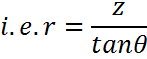 i.e.r = z/tanθ